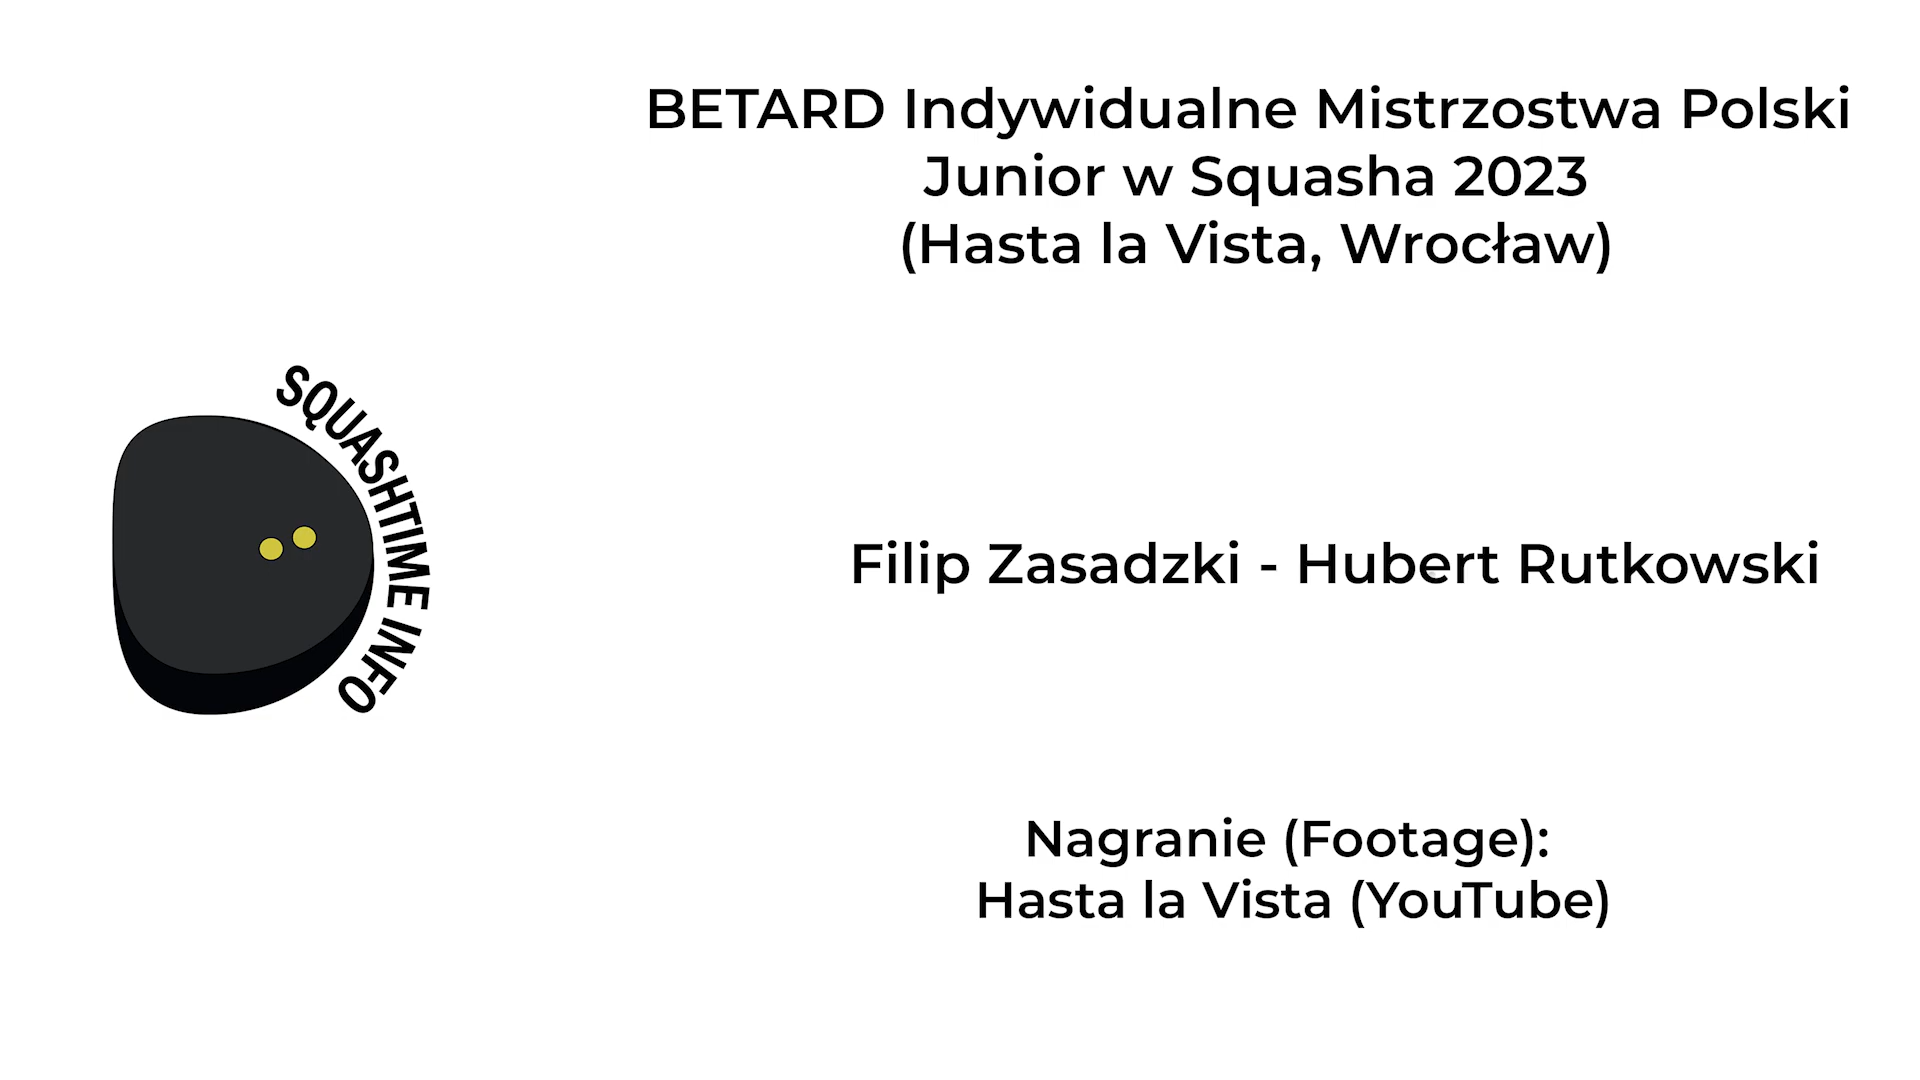 BETARD Indywidualne Mistrzostwa Polski
Junior w Squasha 2023
(Hasta la Vista, Wrocław)
SQUASHTIME INFO
Filip Zasadzki - Hubert Rutkowski
Nagranie (Footage):
Hasta la Vista (YouTube)